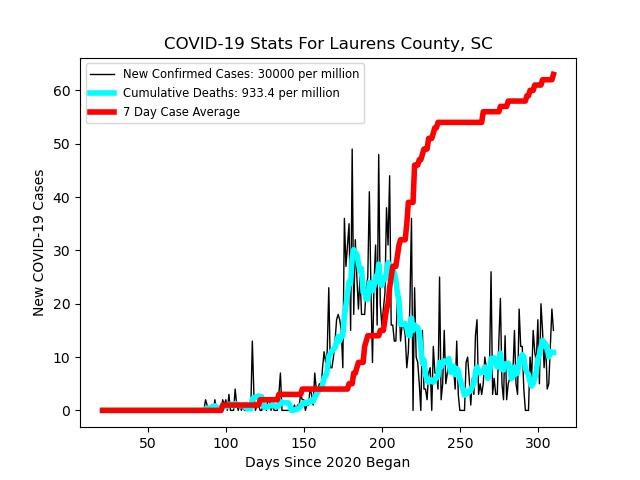 COVID-19 Stats For Laurens County, SC
New Confirmed Cases: 30000 per million
Cumulative Deaths: 933.4 per million
7 Day Case Average
New COVID-19 Cases
60
50
40
30
20
10
0
50 100 150 200 250 300
Days Since 2020 Began